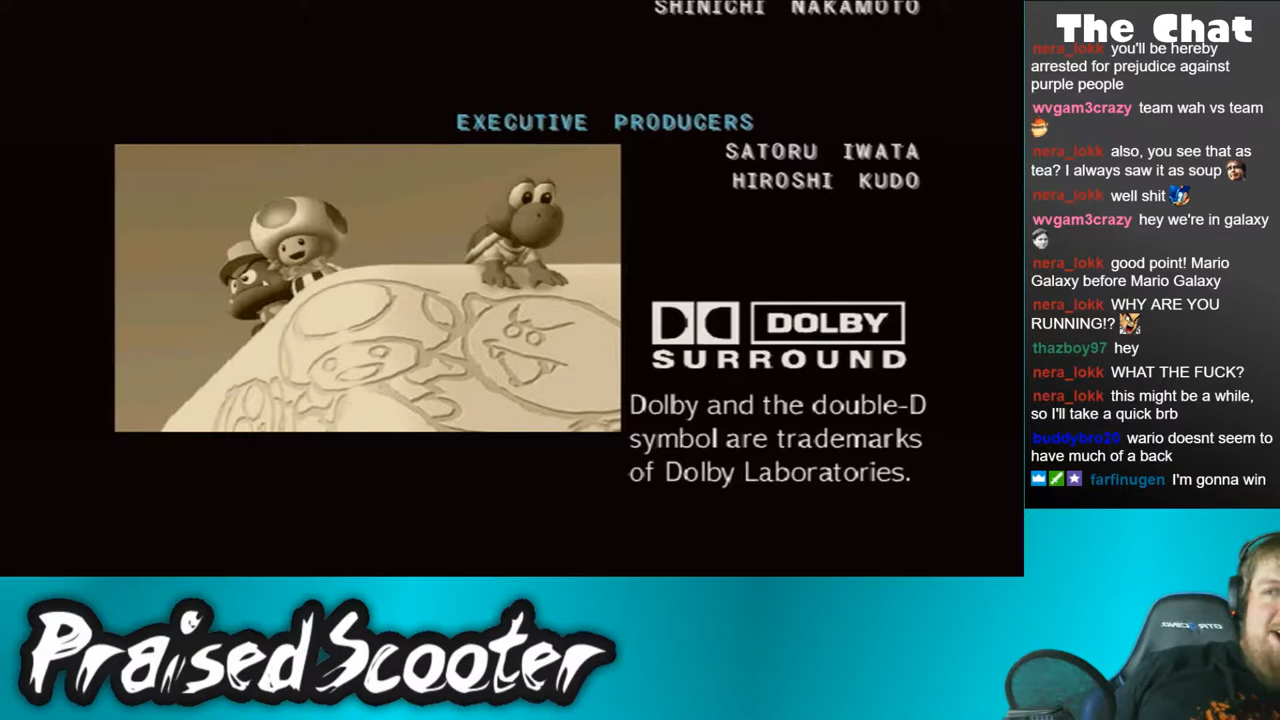 SHINICHI NAKAMOTO
EXECUTIVE PRODUCERS
SATORU IWATA
HIROSHI KUDO
DOLBY
SURROUND
Dolby and the double-D
symbol are trademarks
of Dolby Laboratories.
The Chat
nera_lokk you'll be hereby
arrested for prejudice against
purple people
wvgam3crazy team wah vs team
nera_lokk also, you see that as
tea? I always saw it as soup
nera_lokk well shit
wvgam3crazy hey we're in galaxy
nera_lokk good point! Mario
Galaxy before Mario Galaxy
nera_lokk WHY ARE YOU
RUNNING!?
thazboy97 hey
nera_lokk WHAT THE FUCK?
nera_lokk this might be a while,
so I'll take a quick brb
buddybro20 wario doesnt seem to
have much of a back
farfinugen I'm gonna win
PraisedScooter
OTRACING